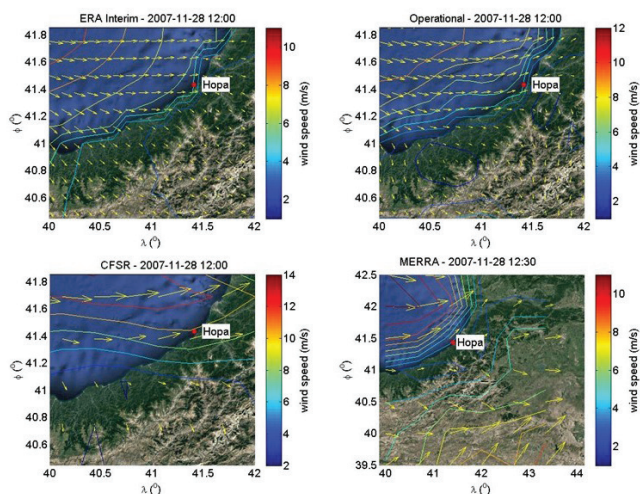 ERA Interim - 2007-11-28 12:00
41.8
41.6
41.4
41.2
41
40.8
40.6
ϕ (°)
Hopa
40 40.5 41 41.5 42
λ (°)
10
8
6
4
2
wind speed (m/s)
Operational - 2007-11-28 12:00
41.8
41.6
41.4
41.2
41
40.8
40.6
ϕ (°)
Hopa
40 40.5 41 41.5 42
λ (°)
12
10
8
6
4
2
wind speed (m/s)
CFSR - 2007-11-28 12:00
41.8
41.6
41.4
41.2
41
40.8
40.6
ϕ (°)
Hopa
40 40.5 41 41.5 42
λ (°)
14
12
10
8
6
4
2
wind speed (m/s)
MERRA - 2007-11-28 12:30
42.5
42
41.5
41
40.5
40
39.5
ϕ (°)
Hopa
40 41 42 43 44
λ (°)
10
8
6
4
2
wind speed (m/s)